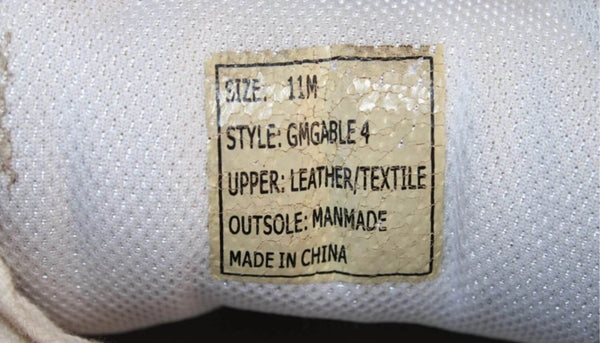 SIZE: 11M
STYLE: GMGABLE 4
UPPER: LEATHER/TEXTILE
OUTSOLE: MANMADE
MADE IN CHINA